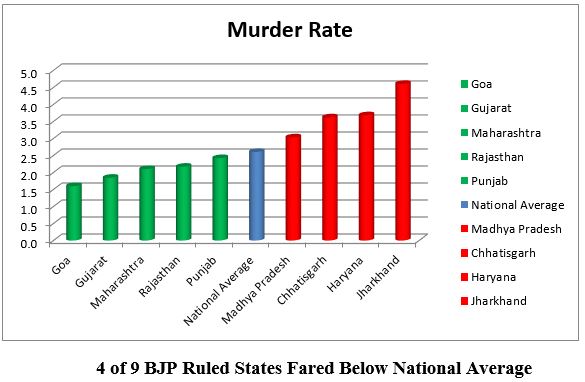 Murder Rate
5.0
4.5
4.0
3.5
3.0
2.5
2.0
1.5
1.0
0.5
0.0
Goa
Gujarat
Maharashtra
Rajasthan
Punjab
National Average
Madhya Pradesh
Chhatisgarh
Haryana
Jharkhand
Goa
Gujarat
Maharashtra
Rajasthan
Punjab
National Average
Madhya Pradesh
Chhatisgarh
Haryana
Jharkhand
4 of 9 BJP Ruled States Fared Below National Average